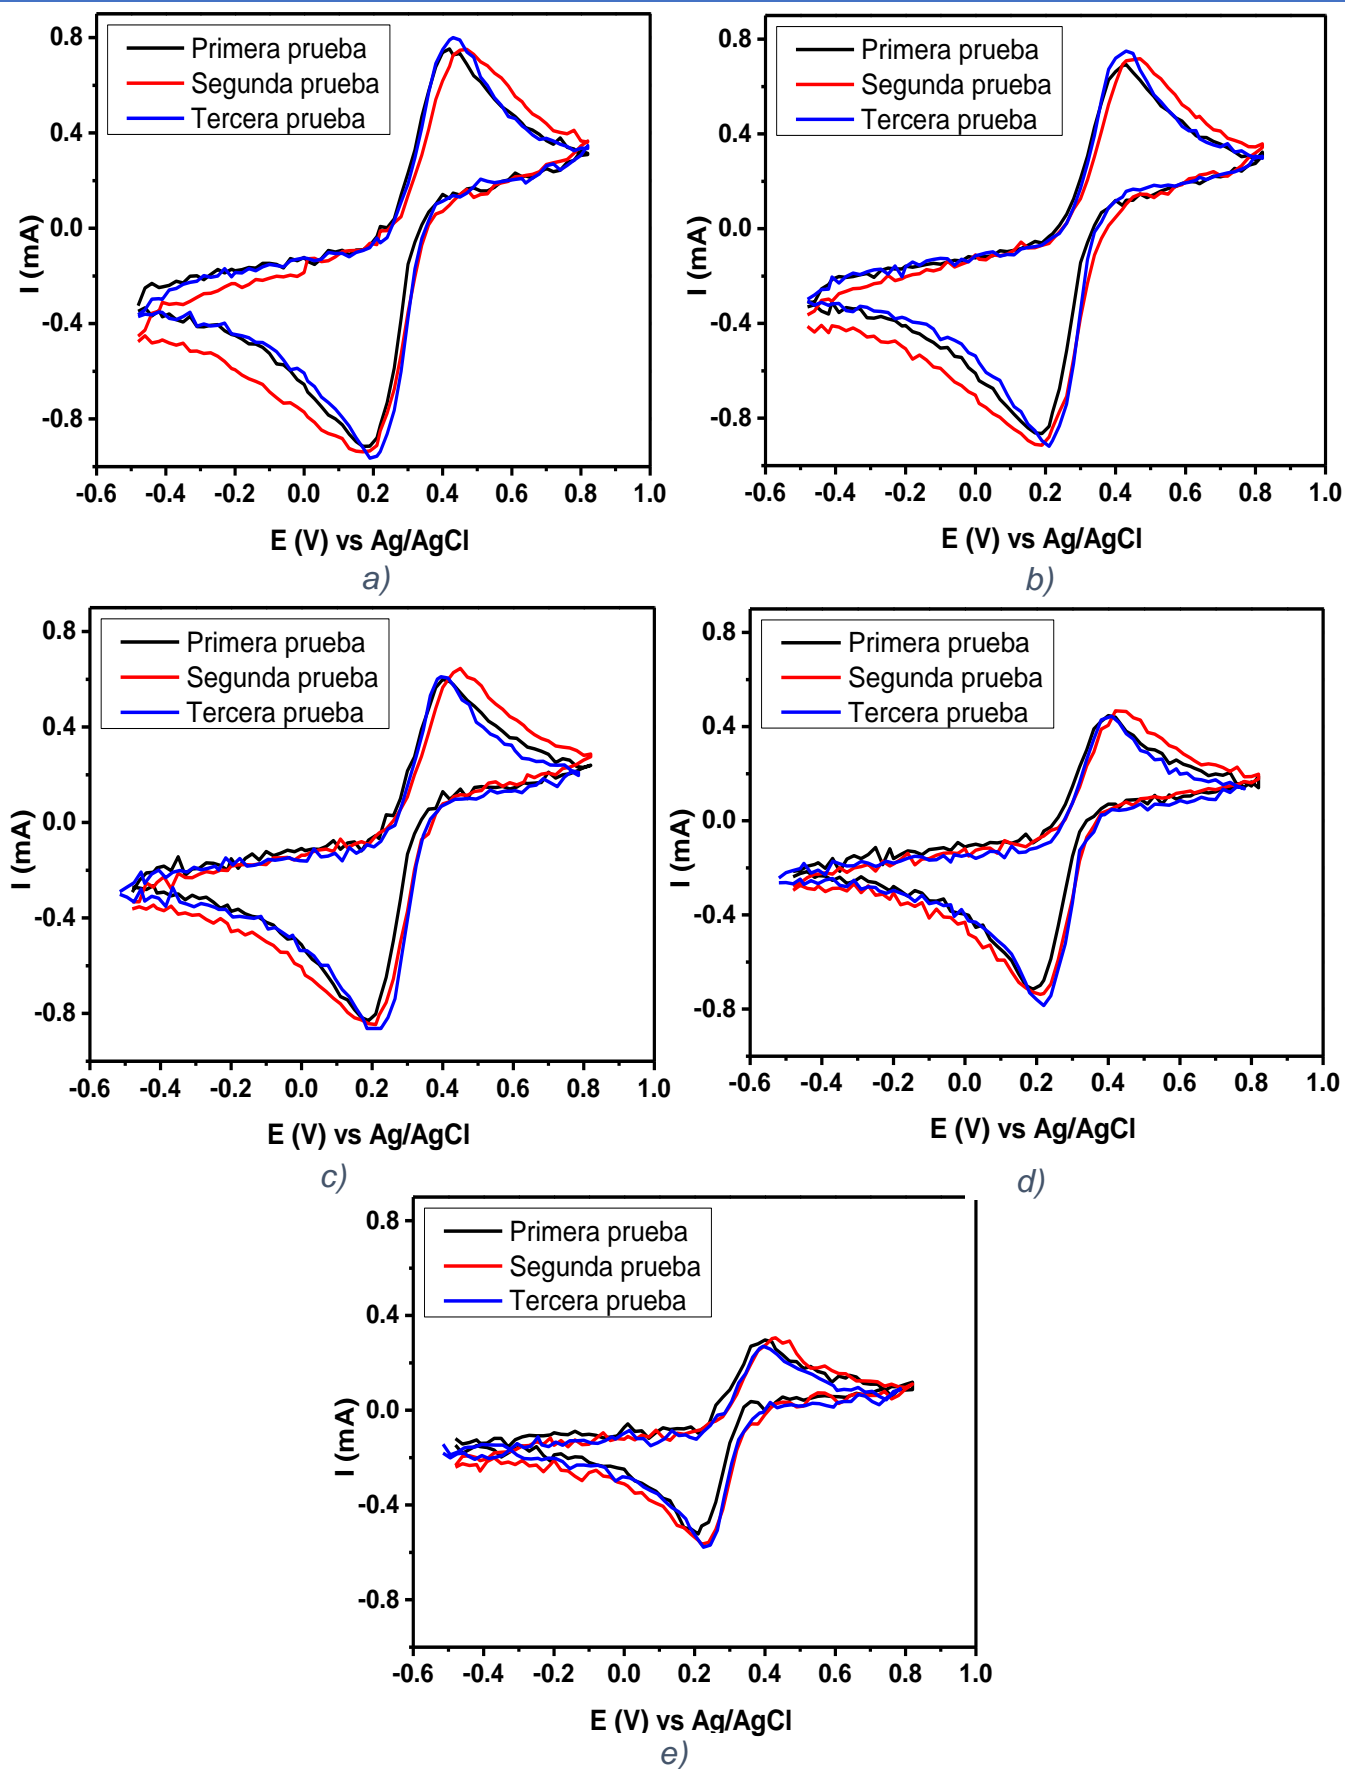 0.8
0.4
0.0
-0.4
-0.8
I (mA)
Primera prueba
Segunda prueba
Tercera prueba
-0.6 -0.4 -0.2 0.0 0.2 0.4 0.6 0.8 1.0
E (V) vs Ag/AgCl
a)
0.8
0.4
0.0
-0.4
-0.8
I (mA)
Primera prueba
Segunda prueba
Tercera prueba
-0.6 -0.4 -0.2 0.0 0.2 0.4 0.6 0.8 1.0
E (V) vs Ag/AgCl
b)
0.8
0.4
0.0
-0.4
-0.8
I (mA)
Primera prueba
Segunda prueba
Tercera prueba
-0.6 -0.4 -0.2 0.0 0.2 0.4 0.6 0.8 1.0
E (V) vs Ag/AgCl
c)
0.8
0.4
0.0
-0.4
-0.8
I (mA)
Primera prueba
Segunda prueba
Tercera prueba
-0.6 -0.4 -0.2 0.0 0.2 0.4 0.6 0.8 1.0
E (V) vs Ag/AgCl
d)
0.8
0.4
0.0
-0.4
-0.8
I (mA)
Primera prueba
Segunda prueba
Tercera prueba
-0.6 -0.4 -0.2 0.0 0.2 0.4 0.6 0.8 1.0
E (V) vs Ag/AgCl
e)